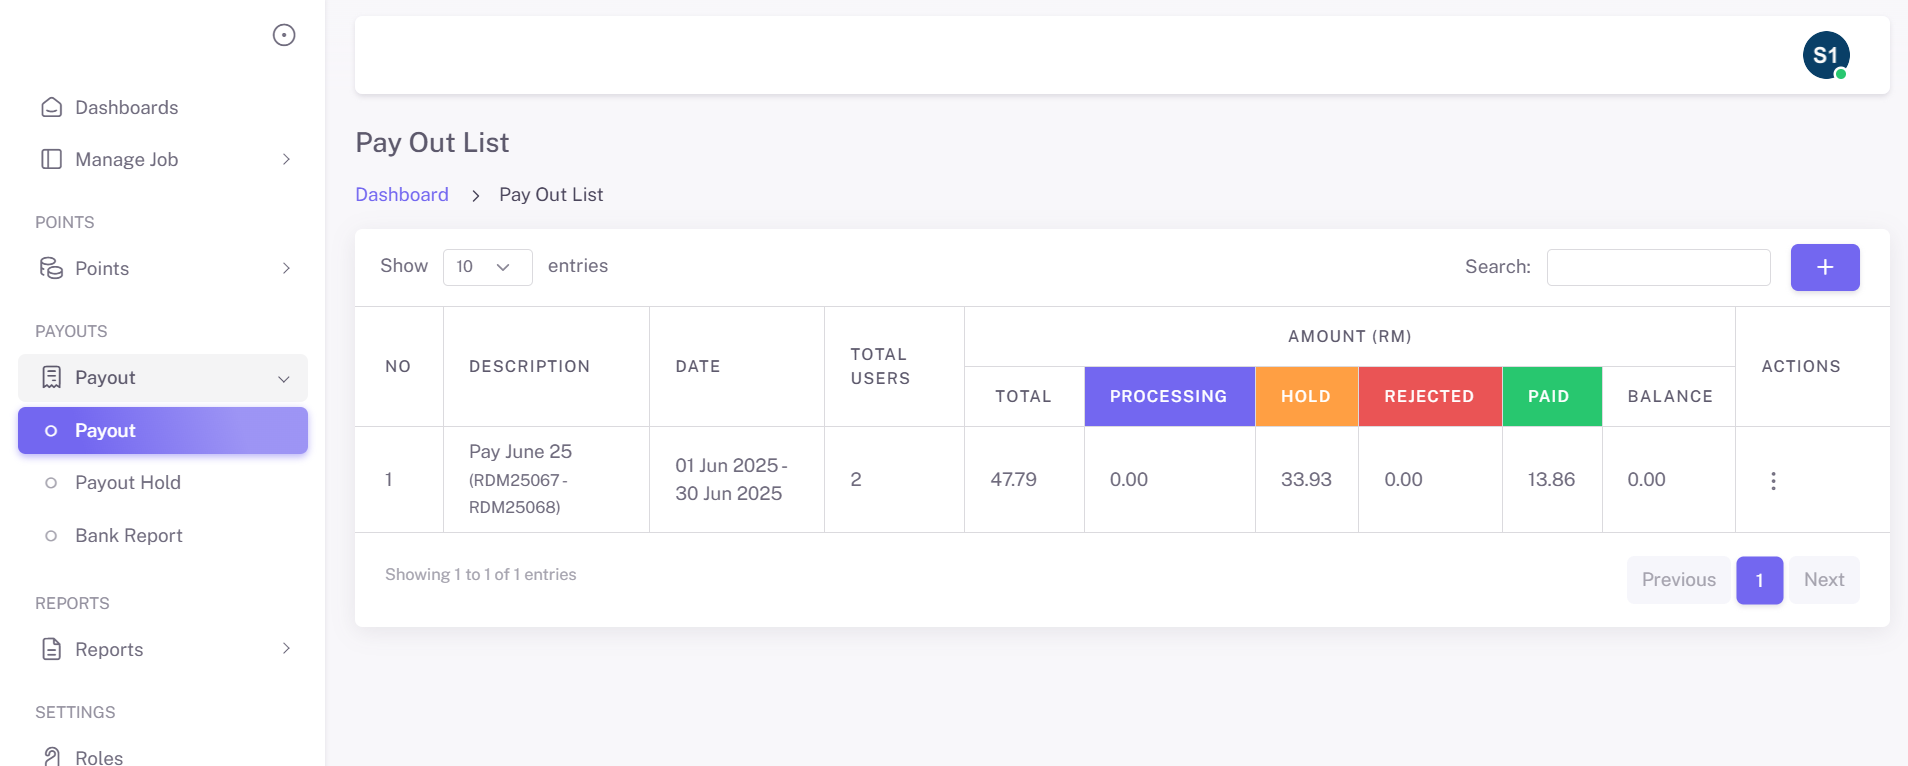 Dashboards
Manage Job
POINTS
Points
PAYOUTS
Payout
Payout
Payout Hold
Bank Report
REPORTS
Reports
SETTINGS
Roles
S1
Pay Out List
Dashboard > Pay Out List
Show 10 entries
Search:
+
NO DESCRIPTION DATE TOTAL USERS AMOUNT (RM) ACTIONS
TOTAL PROCESSING HOLD REJECTED PAID BALANCE
1
Pay June 25
(RDM25067 -
RDM25068)
01 Jun 2025 -
30 Jun 2025
2 47.79 0.00 33.93 0.00 13.86 0.00
Showing 1 to 1 of 1 entries
Previous 1 Next